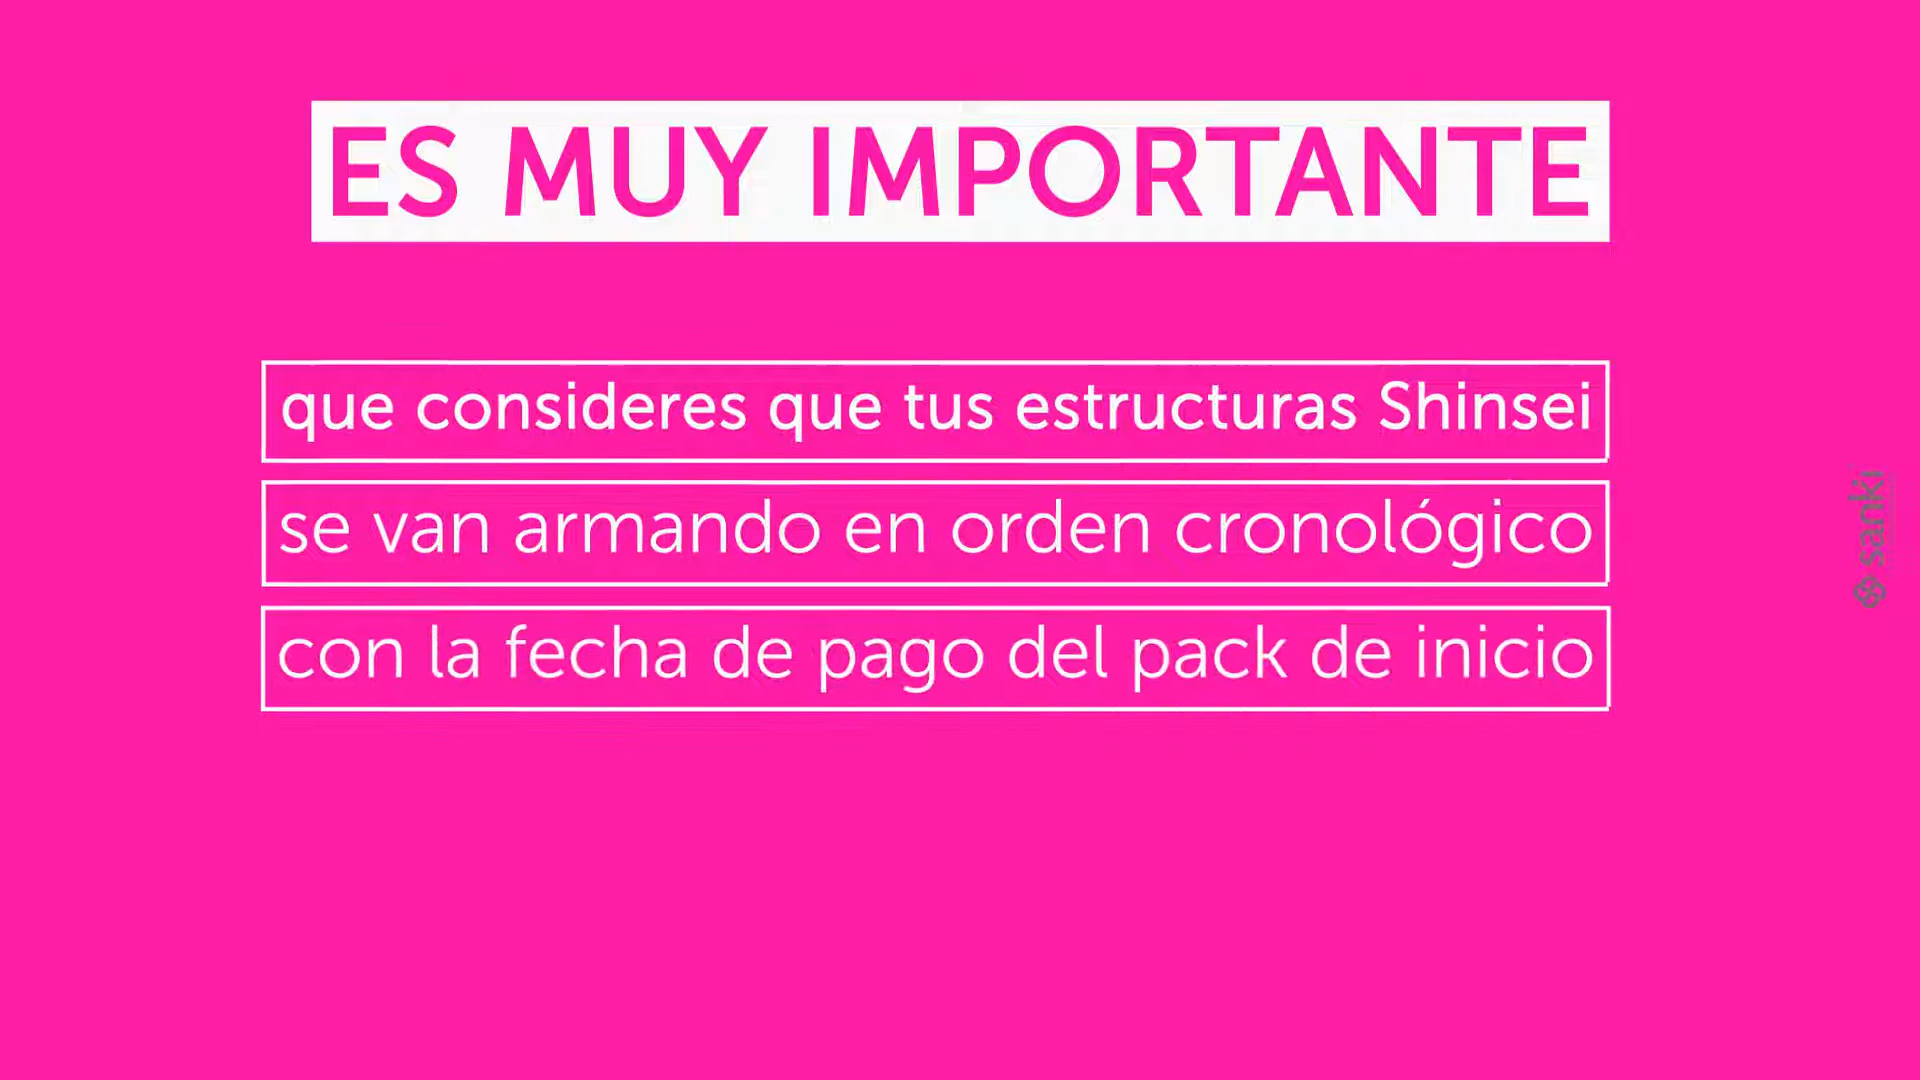 ES MUY IMPORTANTE
que consideres que tus estructuras Shinsei
se van armando en orden cronológico
con la fecha de pago del pack de inicio
sanki